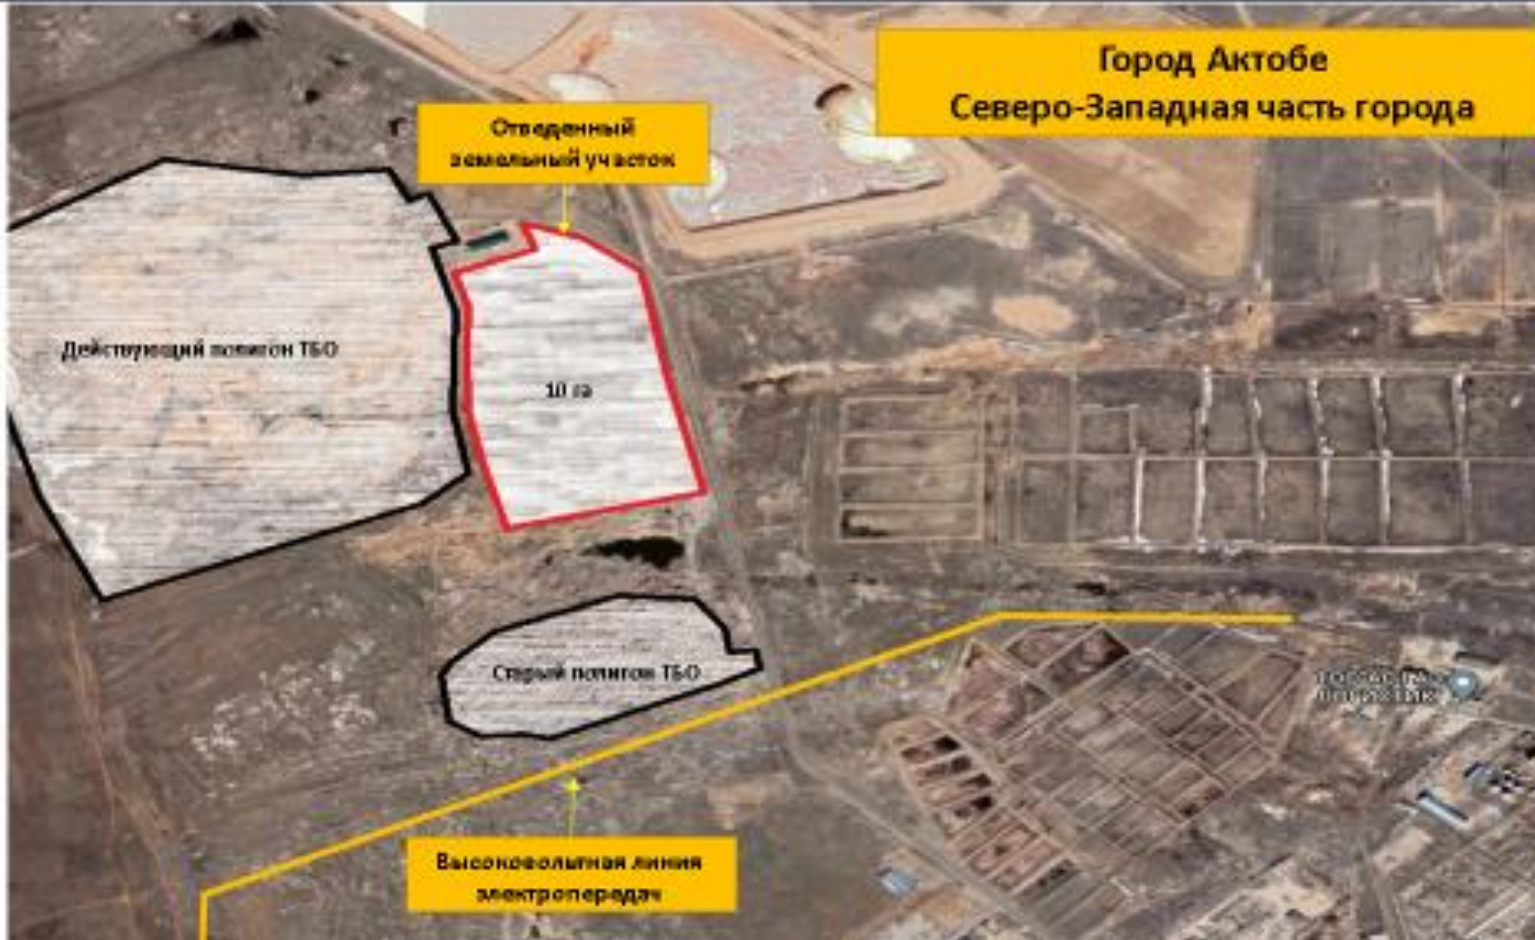 Город Актобе
Северо-Западная часть города
Отведенный
земельный участок
Действующий полигон ТБО
10 га
Старый полигон ТБО
Высоковольтная линия
электропередач